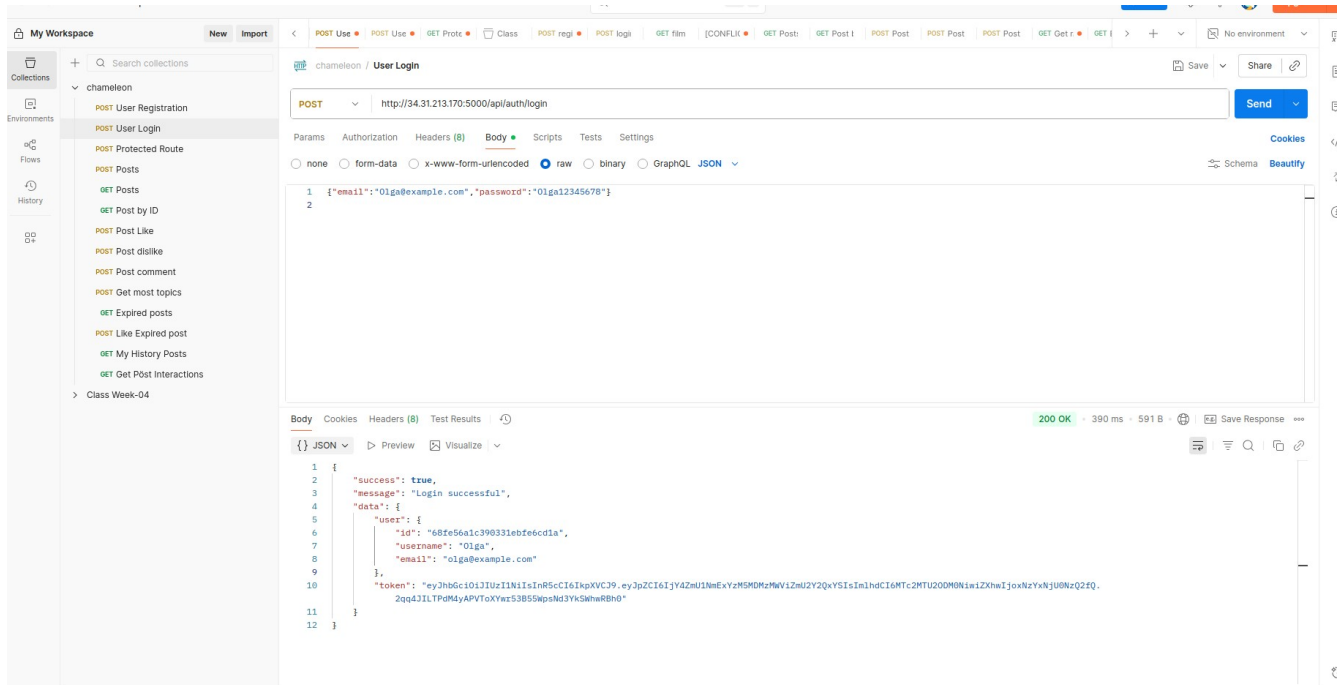 My Workspace New Import
POST Use POST Use GET Prote Class POST regi POST logii GET film [CONFLIC GET Post: GET Post I POST Post POST Post POST Post GET Get r GET No environment
Collections
Environments
Flows
History
Search collections
chameleon
POST User Registration
POST User Login
POST Protected Route
POST Posts
GET Posts
GET Post by ID
POST Post Like
POST Post dislike
POST Post comment
POST Get most topics
GET Expired posts
POST Like Expired post
GET My History Posts
GET Get Pöst Interactions
Class Week-04
HTTP chameleon / User Login Save Share
POST http://34.31.213.170:5000/api/auth/login Send
Params Authorization Headers (8) Body Scripts Tests Settings Cookies
none form-data x-www-form-urlencoded raw binary GraphQL JSON Schema Beautify
1 {"email":"Olga@example.com","password":"Olga12345678"}
2
Body Cookies Headers (8) Test Results 200 OK 390 ms 591 B Save Response
{} JSON Preview Visualize
1 {
2 "success": true,
3 "message": "Login successful",
4 "data": {
5 "user": {
6 "id": "68fe56a1c390331ebfe6cd1a",
7 "username": "Olga",
8 "email": "olga@example.com"
9 },
10 "token": "eyJhbGciOiJIUzI1NiIsInR5cCI6IkpXVCJ9.eyJpZCI6IjY4ZmU1NmExYzM5MDMzMWViZmU2Y2QxYSIsImlhdCI6MTc2MTU2ODM0NiwiZXhwIjoxNzYxNjU0NzQ2fQ.
2qq4JILTPdM4yAPVToXYwr53B55WpsNd3YkSWhwRBh0"
11 }
12 }